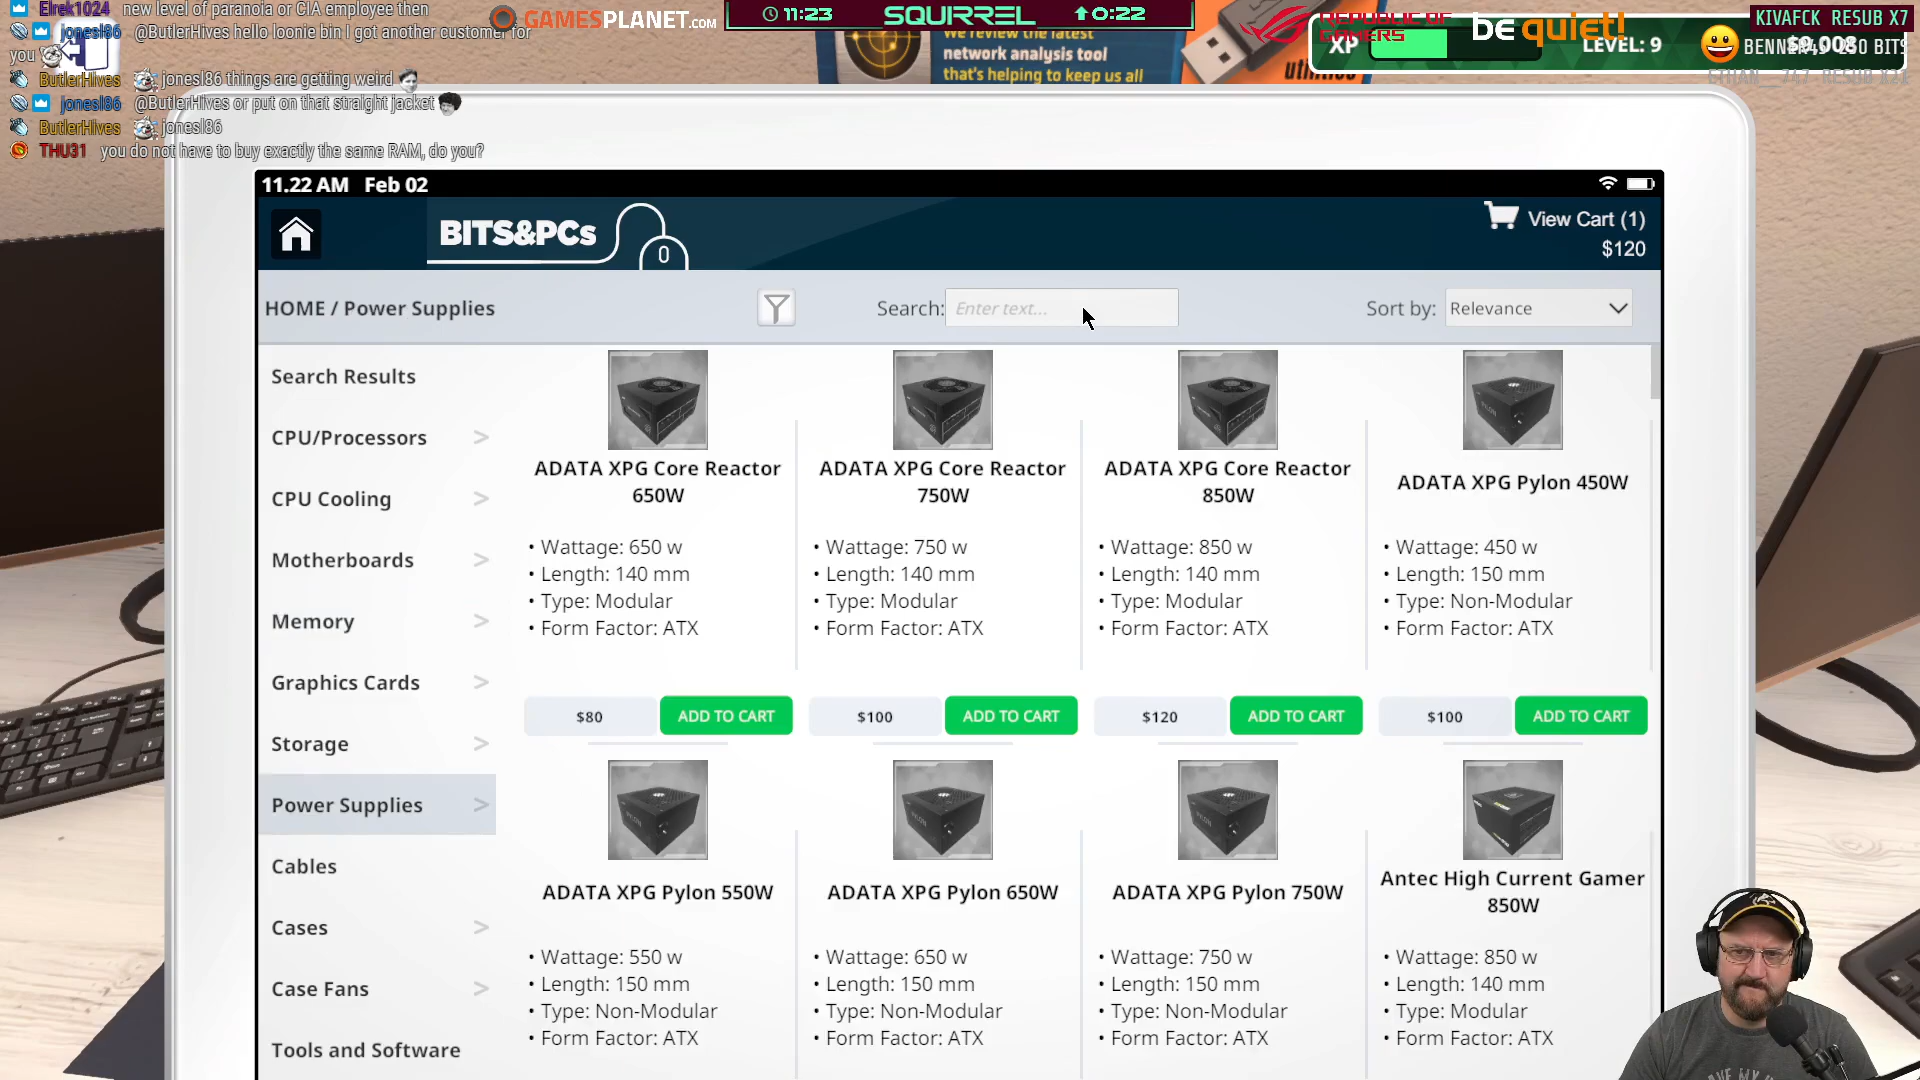 Elrek1024 new level of paranoia or CIA employee then
jonesl86 @ButlerHives hello loonie bin I got another customer for
you
ButlerHives jonesl86 things are getting weird
jonesl86 @ButlerHives or put on that straight jacket
ButlerHives jonesl86
THU31 you do not have to buy exactly the same RAM, do you?
GAMESPLANET.COM
11:23 SQUIRREL 0:22
We review the latest
network analysis tool
that's helping to keep us all
REPUBLIC OF
GAMERS
be quiet!
XP
LEVEL: 9
KIVAFCK RESUB X7
11.22 AM Feb 02
BITS&PCs
View Cart (1)
$120
HOME / Power Supplies
Search: Enter text...
Sort by: Relevance
Search Results
CPU/Processors >
CPU Cooling >
Motherboards >
Memory >
Graphics Cards >
Storage >
Power Supplies >
Cables
Cases >
Case Fans >
Tools and Software
ADATA XPG Core Reactor
650W
• Wattage: 650 w
• Length: 140 mm
• Type: Modular
• Form Factor: ATX
$80 ADD TO CART
ADATA XPG Core Reactor
750W
• Wattage: 750 w
• Length: 140 mm
• Type: Modular
• Form Factor: ATX
$100 ADD TO CART
ADATA XPG Core Reactor
850W
• Wattage: 850 w
• Length: 140 mm
• Type: Modular
• Form Factor: ATX
$120 ADD TO CART
ADATA XPG Pylon 450W
• Wattage: 450 w
• Length: 150 mm
• Type: Non-Modular
• Form Factor: ATX
$100 ADD TO CART
ADATA XPG Pylon 550W
• Wattage: 550 w
• Length: 150 mm
• Type: Non-Modular
• Form Factor: ATX
ADATA XPG Pylon 650W
• Wattage: 650 w
• Length: 150 mm
• Type: Non-Modular
• Form Factor: ATX
ADATA XPG Pylon 750W
• Wattage: 750 w
• Length: 150 mm
• Type: Non-Modular
• Form Factor: ATX
Antec High Current Gamer
850W
• Wattage: 850 w
• Length: 140 mm
• Type: Modular
• Form Factor: ATX